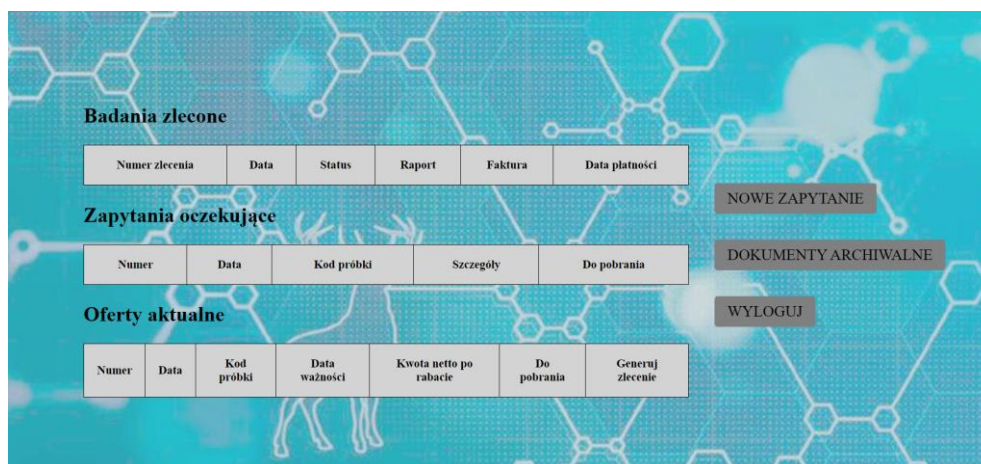 Badania zlecone
Numer zlecenia Data Status Raport Faktura Data płatności
Zapytania oczekujące
Numer Data Kod próbki Szczegóły Do pobrania
Oferty aktualne
Numer Data Kod próbki Data ważności Kwota netto po rabacie Do pobrania Generuj zlecenie
NOWE ZAPYTANIE
DOKUMENTY ARCHIWALNE
WYLOGUJ